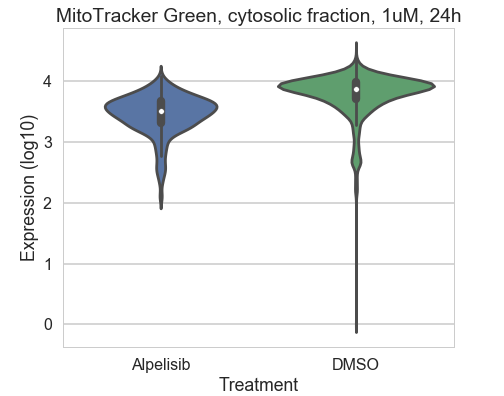 MitoTracker Green, cytosolic fraction, 1uM, 24h
4
3
2
1
0
Expression (log10)
Alpelisib
DMSO
Treatment